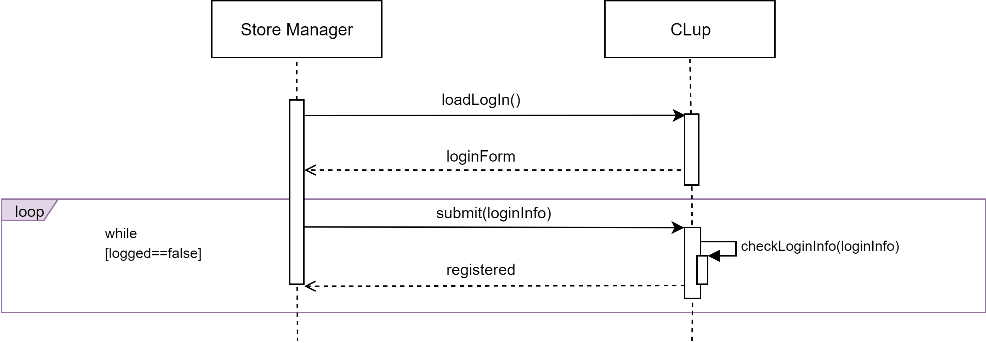 Store Manager
CLup
loadLogIn()
loginForm
loop
submit(loginInfo)
while
[logged==false]
checkLoginInfo(loginInfo)
registered